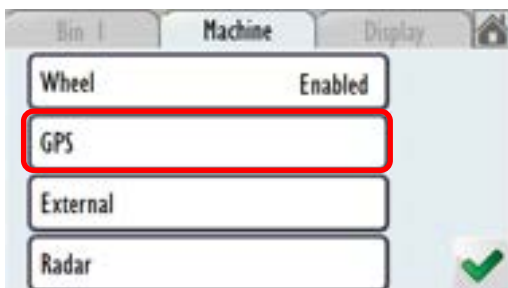 Bin 1 Machine Display
Wheel Enabled
GPS
External
Radar